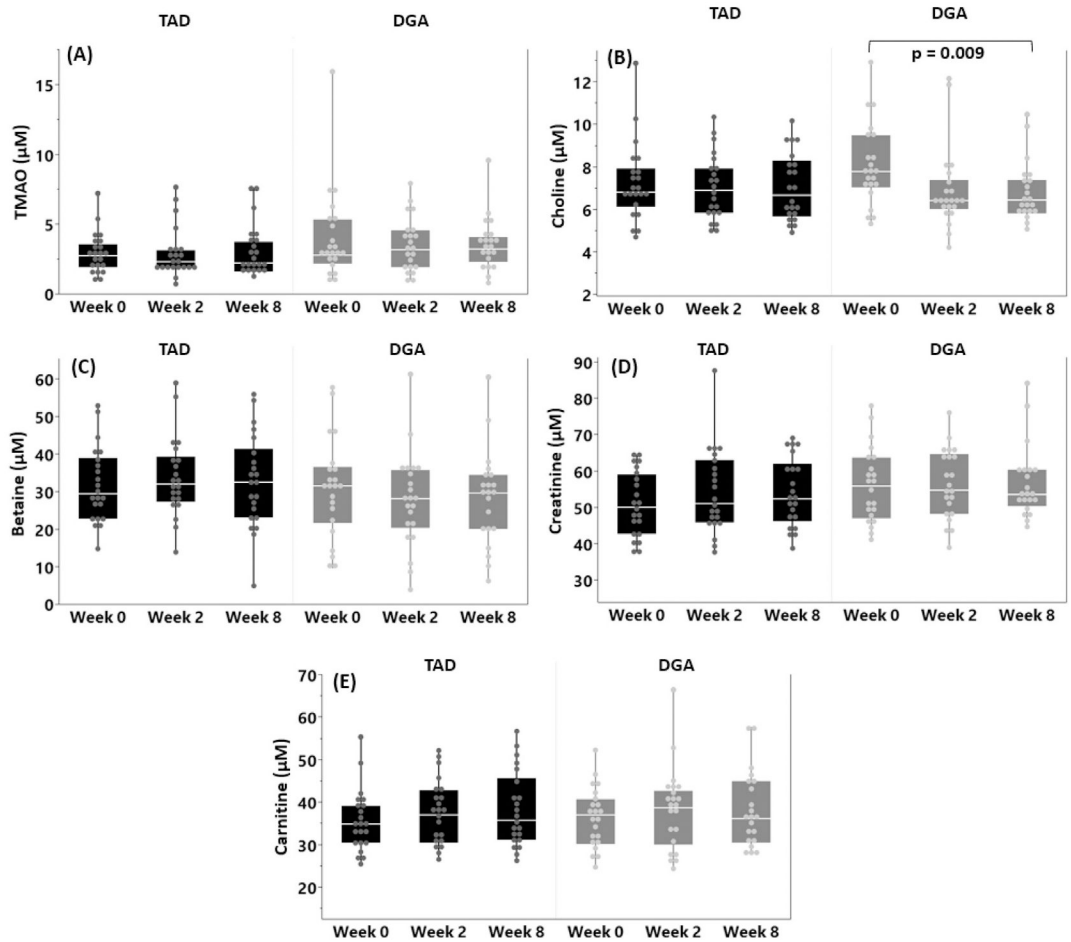 TAD DGA
(A)
TMAO (μM)
15
10
5
0
Week 0 Week 2 Week 8 Week 0 Week 2 Week 8
TAD DGA
(B)
p = 0.009
Choline (μM)
12
10
8
6
4
2
Week 0 Week 2 Week 8 Week 0 Week 2 Week 8
TAD DGA
(C)
Betaine (μM)
60
50
40
30
20
10
0
Week 0 Week 2 Week 8 Week 0 Week 2 Week 8
TAD DGA
(D)
Creatinine (μM)
90
80
70
60
50
40
30
Week 0 Week 2 Week 8 Week 0 Week 2 Week 8
TAD DGA
(E)
Carnitine (μM)
70
60
50
40
30
20
Week 0 Week 2 Week 8 Week 0 Week 2 Week 8